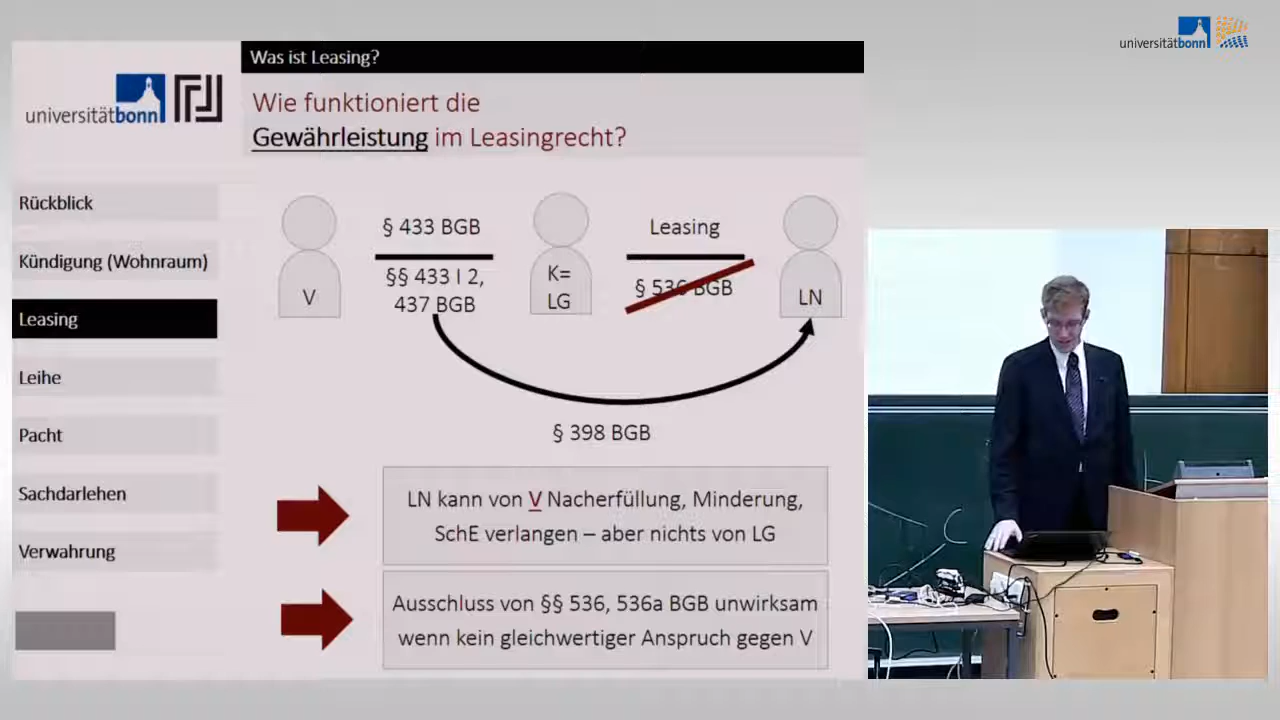 universitätbonn
Was ist Leasing?
Wie funktioniert die
Gewährleistung im Leasingrecht?
universitätbonn
Rückblick
Kündigung (Wohnraum)
Leasing
Leihe
Pacht
Sachdarlehen
Verwahrung
V
§ 433 BGB
§§ 433 I 2,
437 BGB
K=
LG
Leasing
§ 536 BGB
LN
§ 398 BGB
LN kann von V Nacherfüllung, Minderung,
SchE verlangen – aber nichts von LG
Ausschluss von §§ 536, 536a BGB unwirksam
wenn kein gleichwertiger Anspruch gegen V